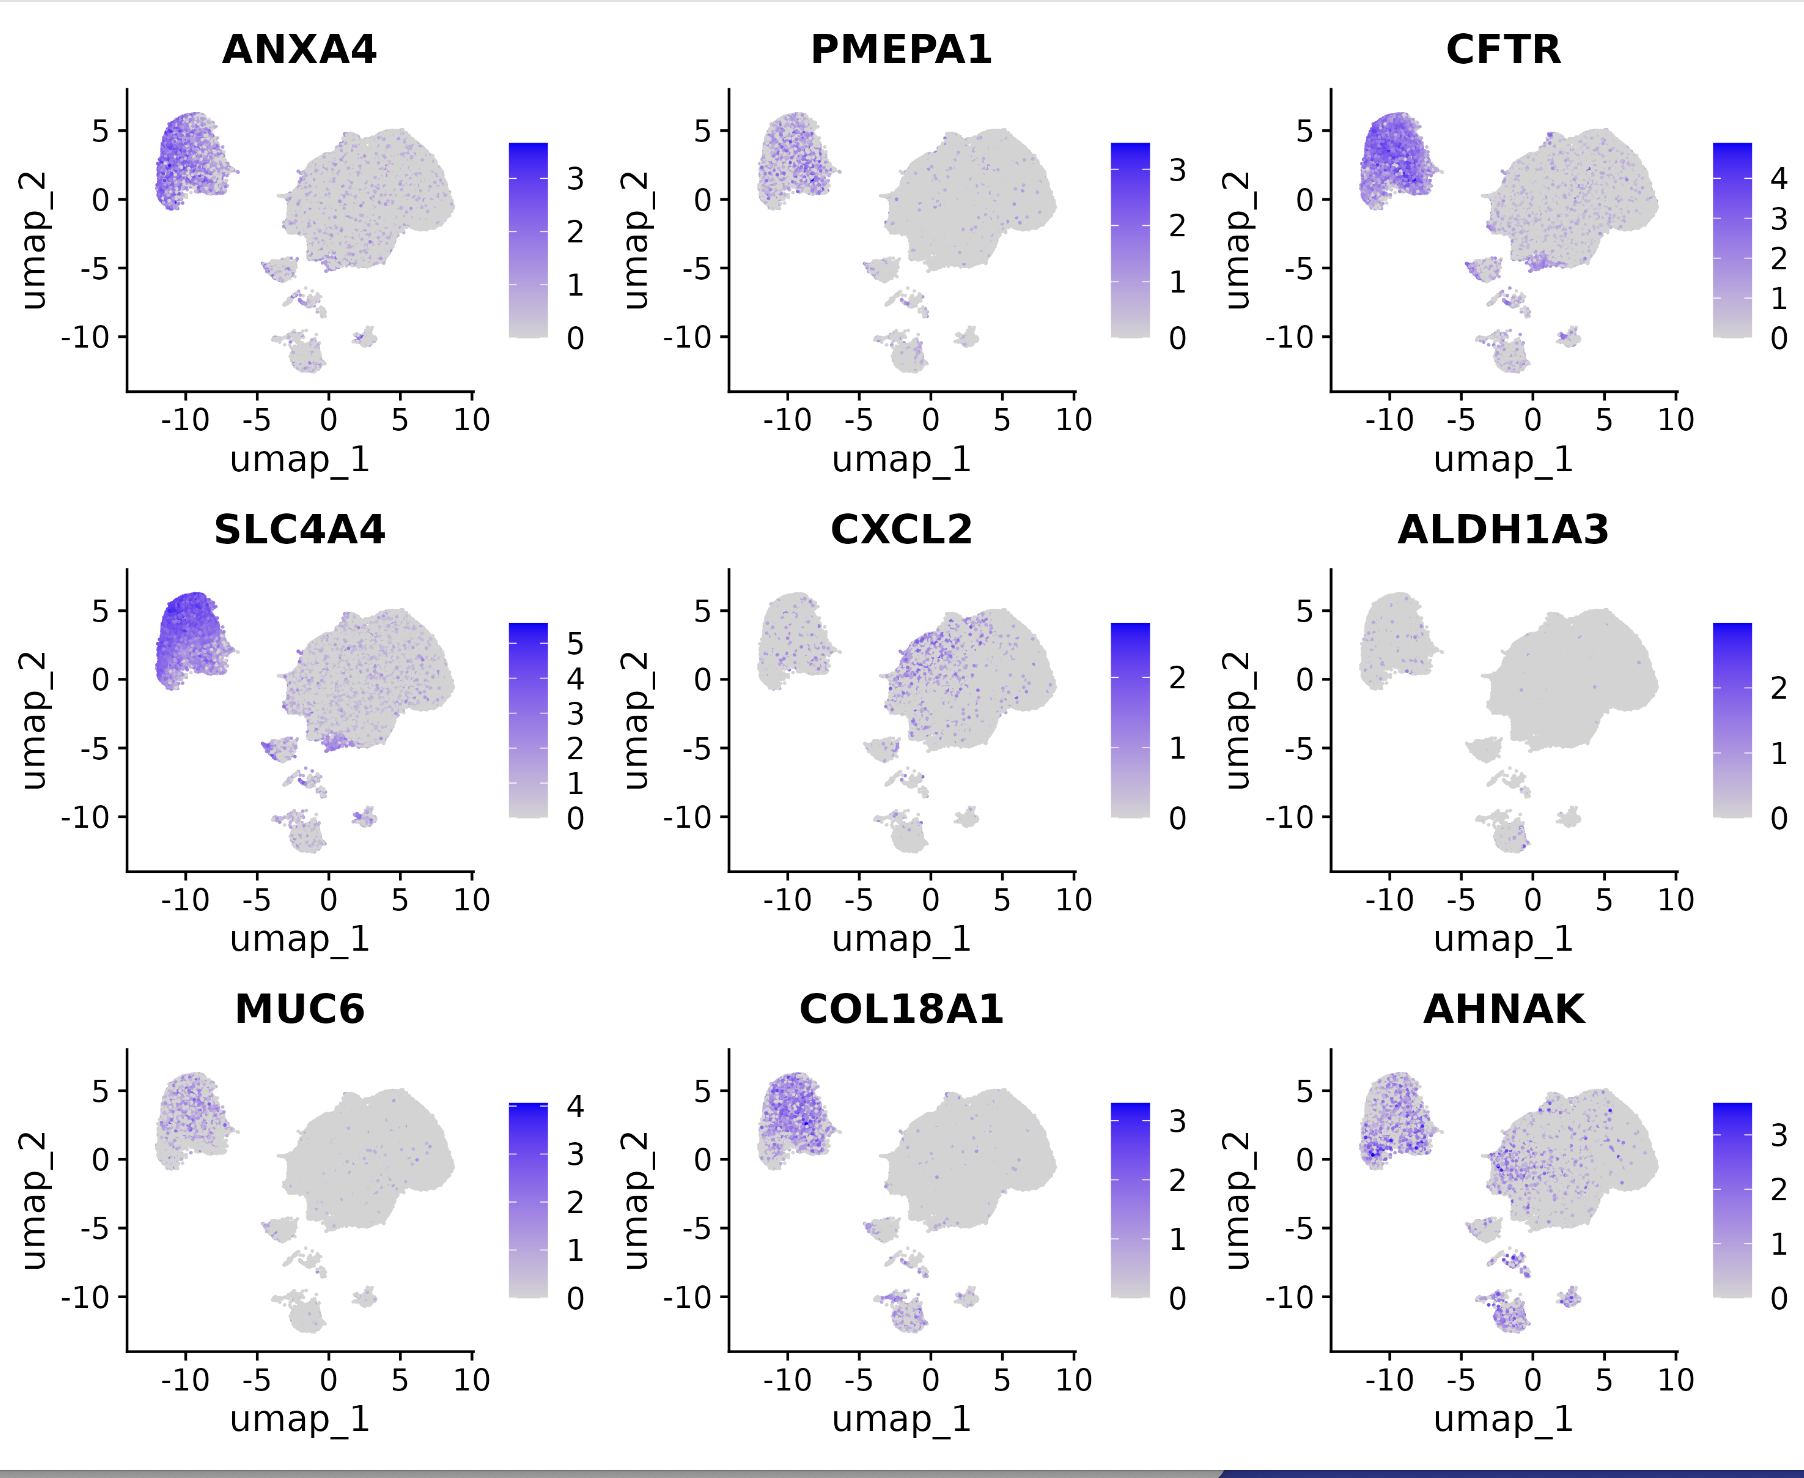 ANXA4 PMEPA1 CFTR
umap_2 5 0 -5 -10 3 2 1 0 umap_2 5 0 -5 -10 3 2 1 0 umap_2 5 0 -5 -10 4 3 2 1 0
-10 -5 0 5 10 -10 -5 0 5 10 -10 -5 0 5 10
umap_1 umap_1 umap_1
SLC4A4 CXCL2 ALDH1A3
umap_2 5 0 -5 -10 5 4 3 2 1 0 umap_2 5 0 -5 -10 2 1 0 umap_2 5 0 -5 -10 2 1 0
-10 -5 0 5 10 -10 -5 0 5 10 -10 -5 0 5 10
umap_1 umap_1 umap_1
MUC6 COL18A1 AHNAK
umap_2 5 0 -5 -10 4 3 2 1 0 umap_2 5 0 -5 -10 3 2 1 0 umap_2 5 0 -5 -10 3 2 1 0
-10 -5 0 5 10 -10 -5 0 5 10 -10 -5 0 5 10
umap_1 umap_1 umap_1